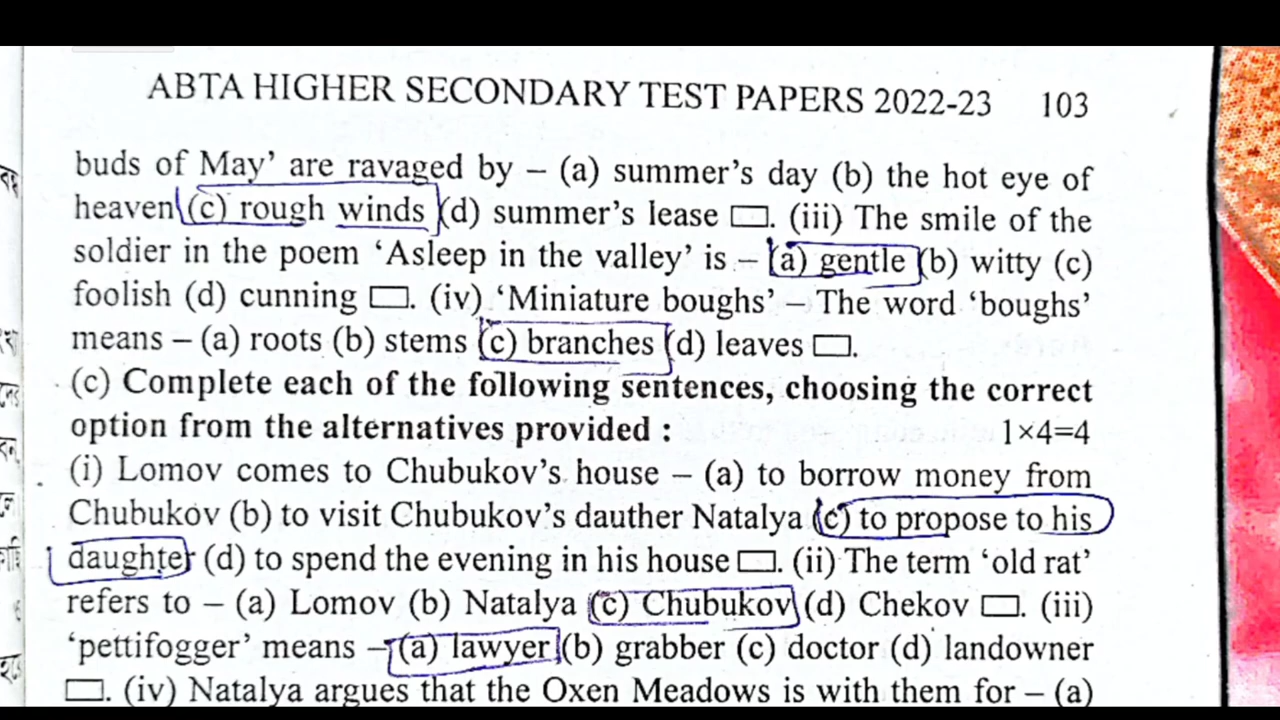 ABTA HIGHER SECONDARY TEST PAPERS 2022-23 103
buds of May’ are ravaged by – (a) summer’s day (b) the hot eye of
heaven (c) rough winds (d) summer’s lease ▭. (iii) The smile of the
soldier in the poem ‘Asleep in the valley’ is – (a) gentle (b) witty (c)
foolish (d) cunning ▭. (iv) ‘Miniature boughs’ – The word ‘boughs’
means – (a) roots (b) stems (c) branches (d) leaves ▭.
(c) Complete each of the following sentences, choosing the correct
option from the alternatives provided : 1×4=4
(i) Lomov comes to Chubukov’s house – (a) to borrow money from
Chubukov (b) to visit Chubukov’s dauther Natalya (c) to propose to his
daughter (d) to spend the evening in his house ▭. (ii) The term ‘old rat’
refers to – (a) Lomov (b) Natalya (c) Chubukov (d) Chekov ▭. (iii)
‘pettifogger’ means – (a) lawyer (b) grabber (c) doctor (d) landowner
▭. (iv) Natalya argues that the Oxen Meadows is with them for – (a)